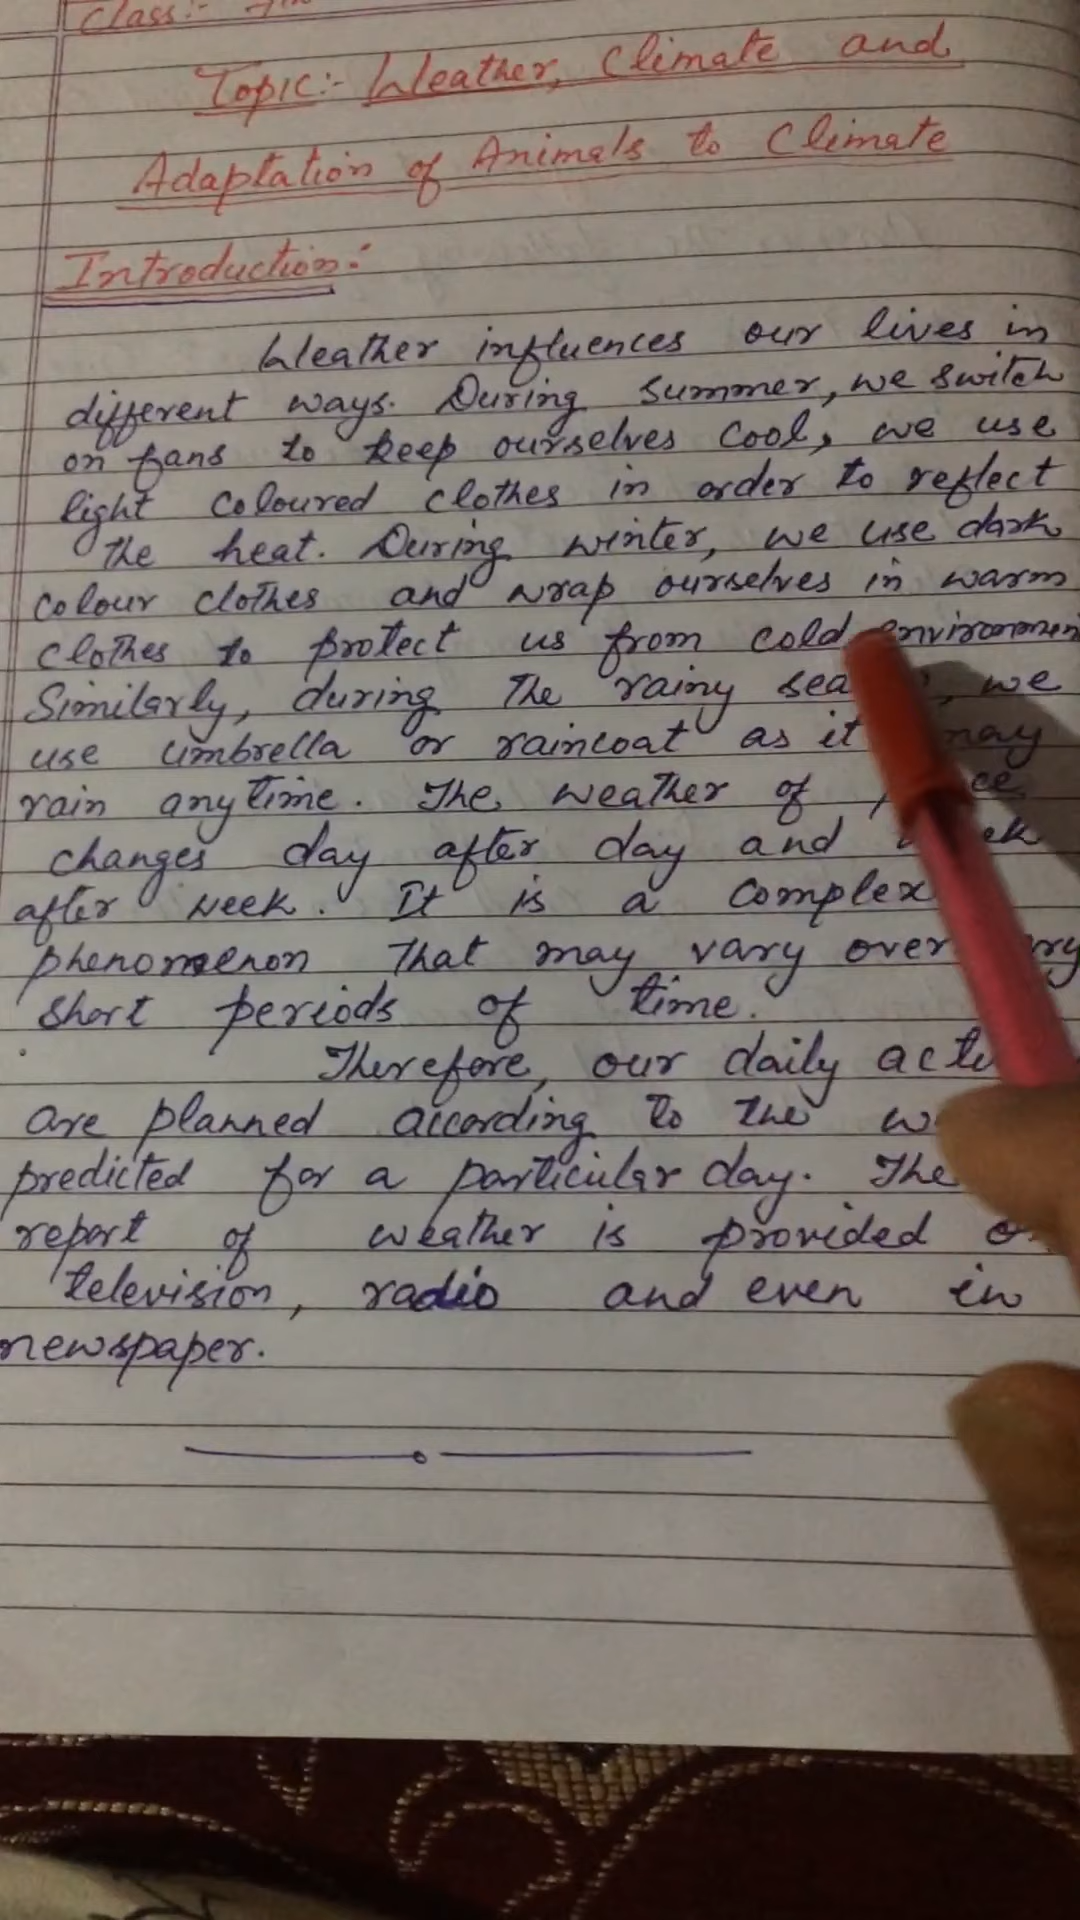 Class:-
Topic:- Weather, Climate and
Adaptation of Animals to Climate
Introduction:
Weather influences our lives in
different ways. During summer, we switch
on fans to keep ourselves cool, we use
light coloured clothes in order to reflect
the heat. During winter, we use dark
colour clothes and wrap ourselves in warm
clothes to protect us from cold environmen
Similarly, during the rainy sea, we
use umbrella or raincoat as it may
rain anytime. The weather of
changes day after day and
after week. It is a complex
phenomenon that may vary over
short periods of time.
Therefore, our daily
are planned according to the
predicted for a particular day. The
report of weather is provided
television, radio and even in
newspaper.